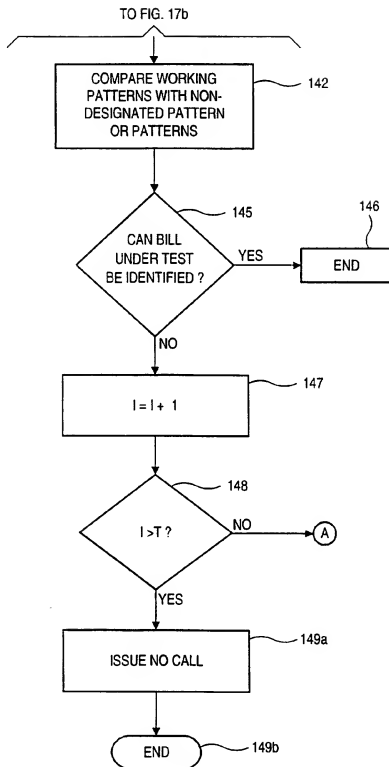 TO FIG. 17b
COMPARE WORKING
PATTERNS WITH NON-
DESIGNATED PATTERN
OR PATTERNS
142
145
CAN BILL
UNDER TEST
BE IDENTIFIED ?
YES
146
END
NO
147
I = I + 1
148
I >T ?
NO
A
YES
149a
ISSUE NO CALL
END
149b